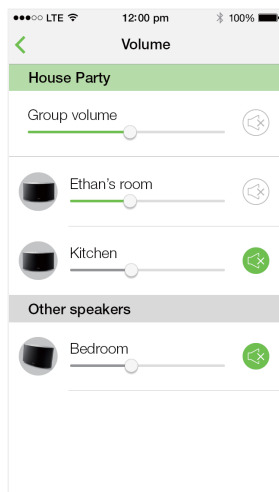 LTE 12:00 pm 100%
Volume
House Party
Group volume
Ethan's room
Kitchen
Other speakers
Bedroom